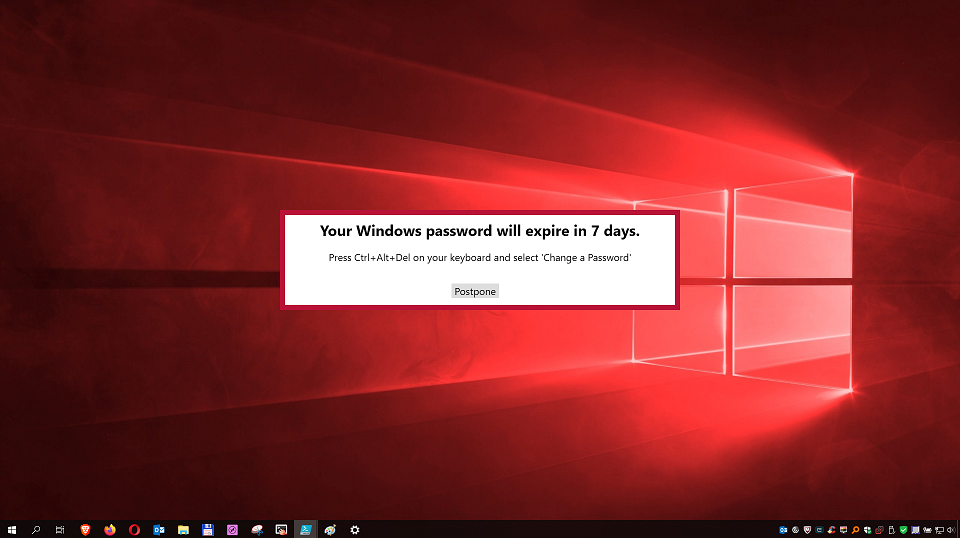 Your Windows password will expire in 7 days.
Press Ctrl+Alt+Del on your keyboard and select 'Change a Password'
Postpone